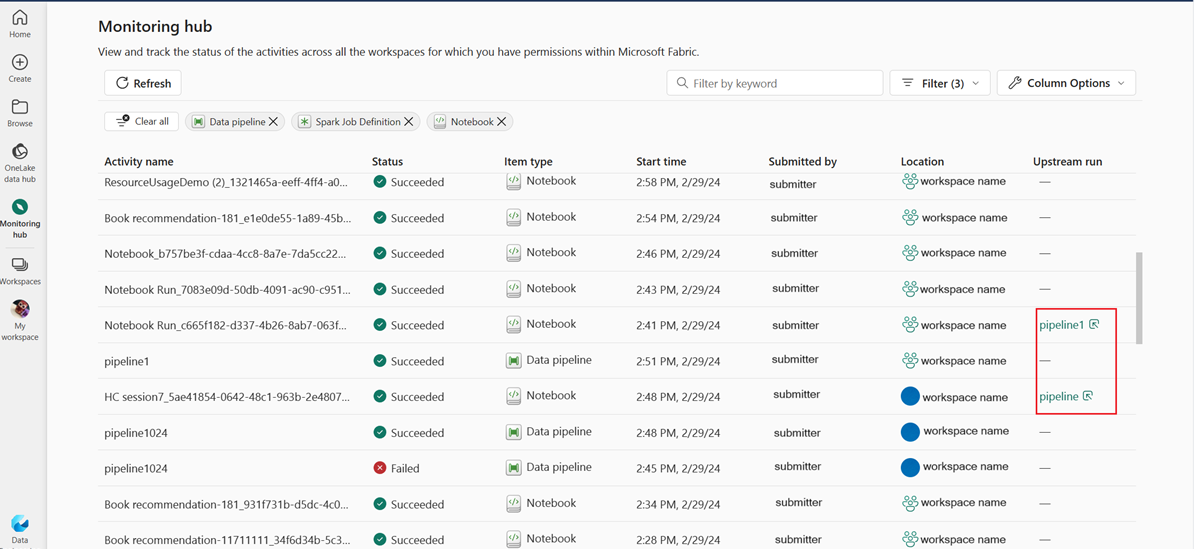 Monitoring hub
View and track the status of the activities across all the workspaces for which you have permissions within Microsoft Fabric.
Refresh
Filter by keyword
Filter (3)
Column Options
Clear all
Data pipeline
Spark Job Definition
Notebook
Activity name Status Item type Start time Submitted by Location Upstream run
ResourceUsageDemo (2)_1321465a-eeff-4ff4-a0... Succeeded Notebook 2:58 PM, 2/29/24 submitter workspace name —
Book recommendation-181_e1e0de55-1a89-45b... Succeeded Notebook 2:54 PM, 2/29/24 submitter workspace name —
Notebook_b757be3f-cdaa-4cc8-8a7e-7da5cc22... Succeeded Notebook 2:46 PM, 2/29/24 submitter workspace name —
Notebook Run_7083e09d-50db-4091-ac90-c951... Succeeded Notebook 2:43 PM, 2/29/24 submitter workspace name —
Notebook Run_c665f182-d337-4b26-8ab7-063f... Succeeded Notebook 2:41 PM, 2/29/24 submitter workspace name pipeline1
pipeline1 Succeeded Data pipeline 2:51 PM, 2/29/24 submitter workspace name —
HC session7_5ae41854-0642-48c1-963b-2e4807... Succeeded Notebook 2:48 PM, 2/29/24 submitter workspace name pipeline
pipeline1024 Succeeded Data pipeline 2:48 PM, 2/29/24 submitter workspace name —
pipeline1024 Failed Data pipeline 2:45 PM, 2/29/24 submitter workspace name —
Book recommendation-181_931f731b-d5dc-4c0... Succeeded Notebook 2:34 PM, 2/29/24 submitter workspace name —
Book recommendation-11711111_34f6d34b-5c3... Succeeded Notebook 2:28 PM, 2/29/24 submitter workspace name —
Home
Create
Browse
OneLake
data hub
Monitoring
hub
Workspaces
My
workspace
Data